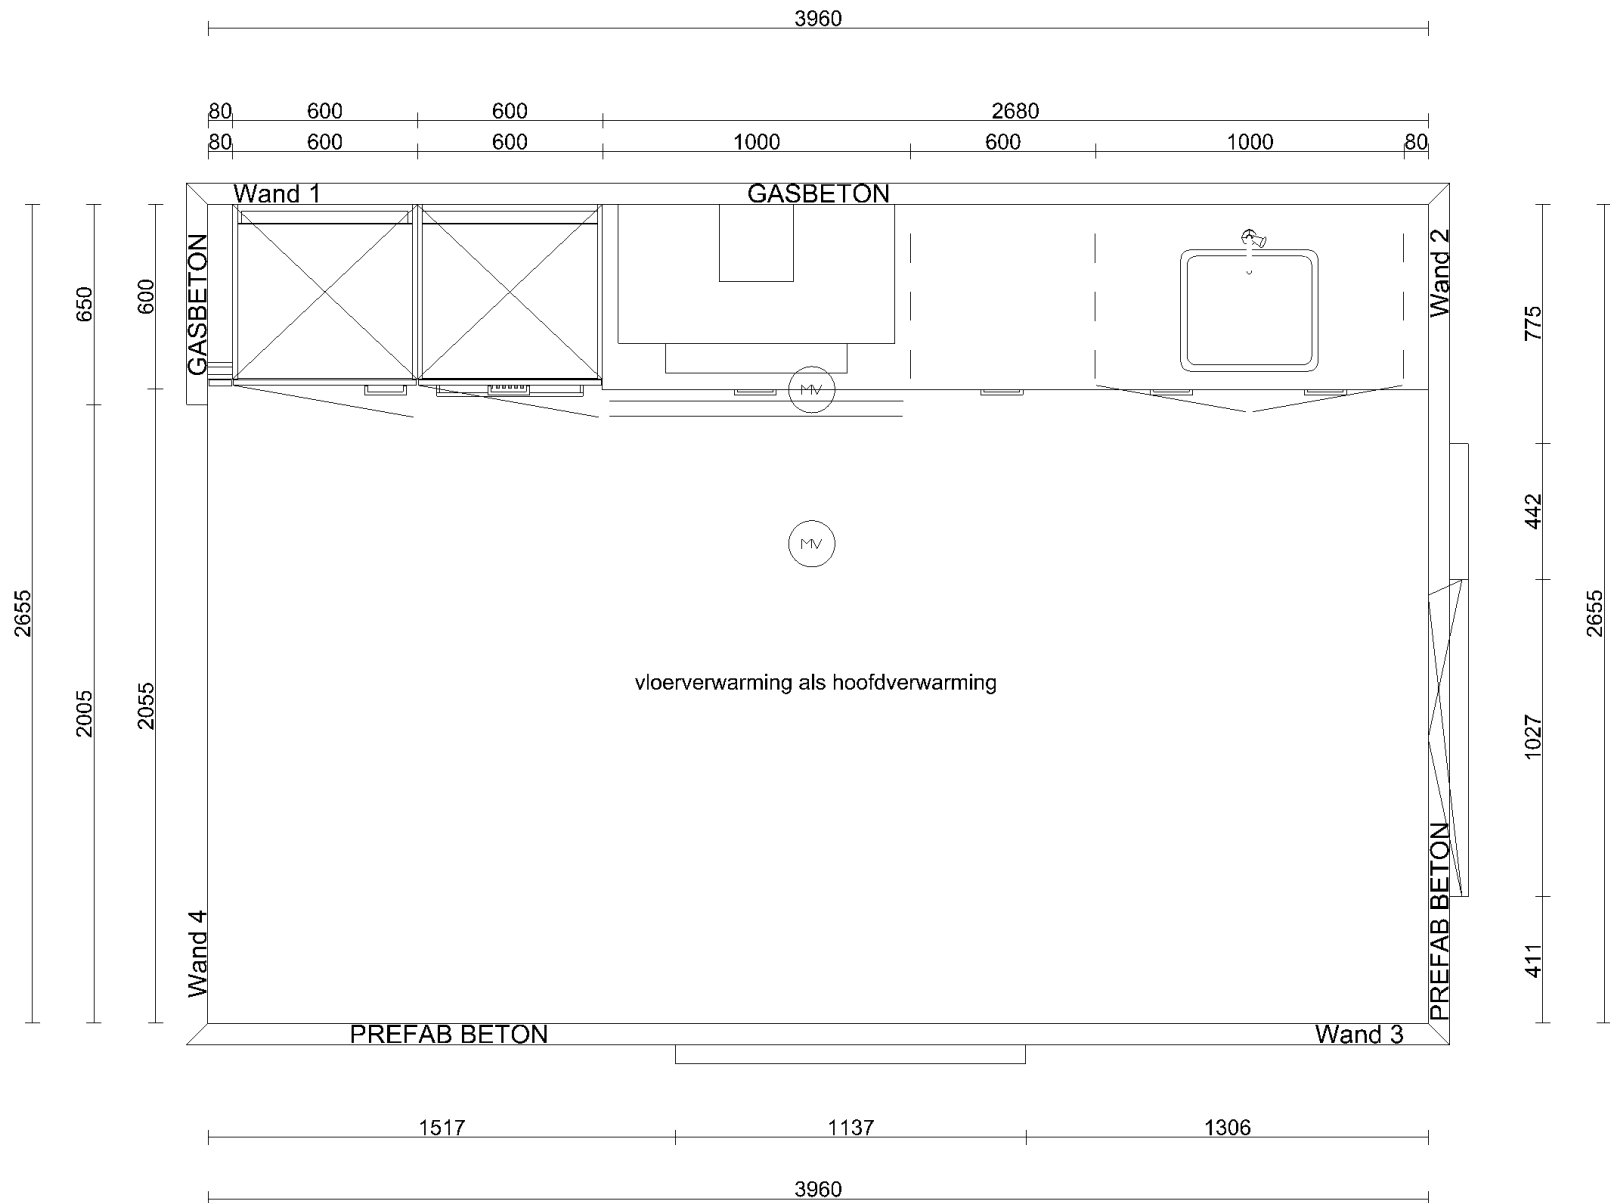 3960
80 600 600 2680
80 600 600 1000 600 1000 80
Wand 1 GASBETON
GASBETON
Wand 2
650
600
775
MV
442
MV
2655
2655
vloerverwarming als hoofdverwarming
2005
2055
1027
PREFAB BETON
Wand 4
411
PREFAB BETON Wand 3
1517 1137 1306
3960